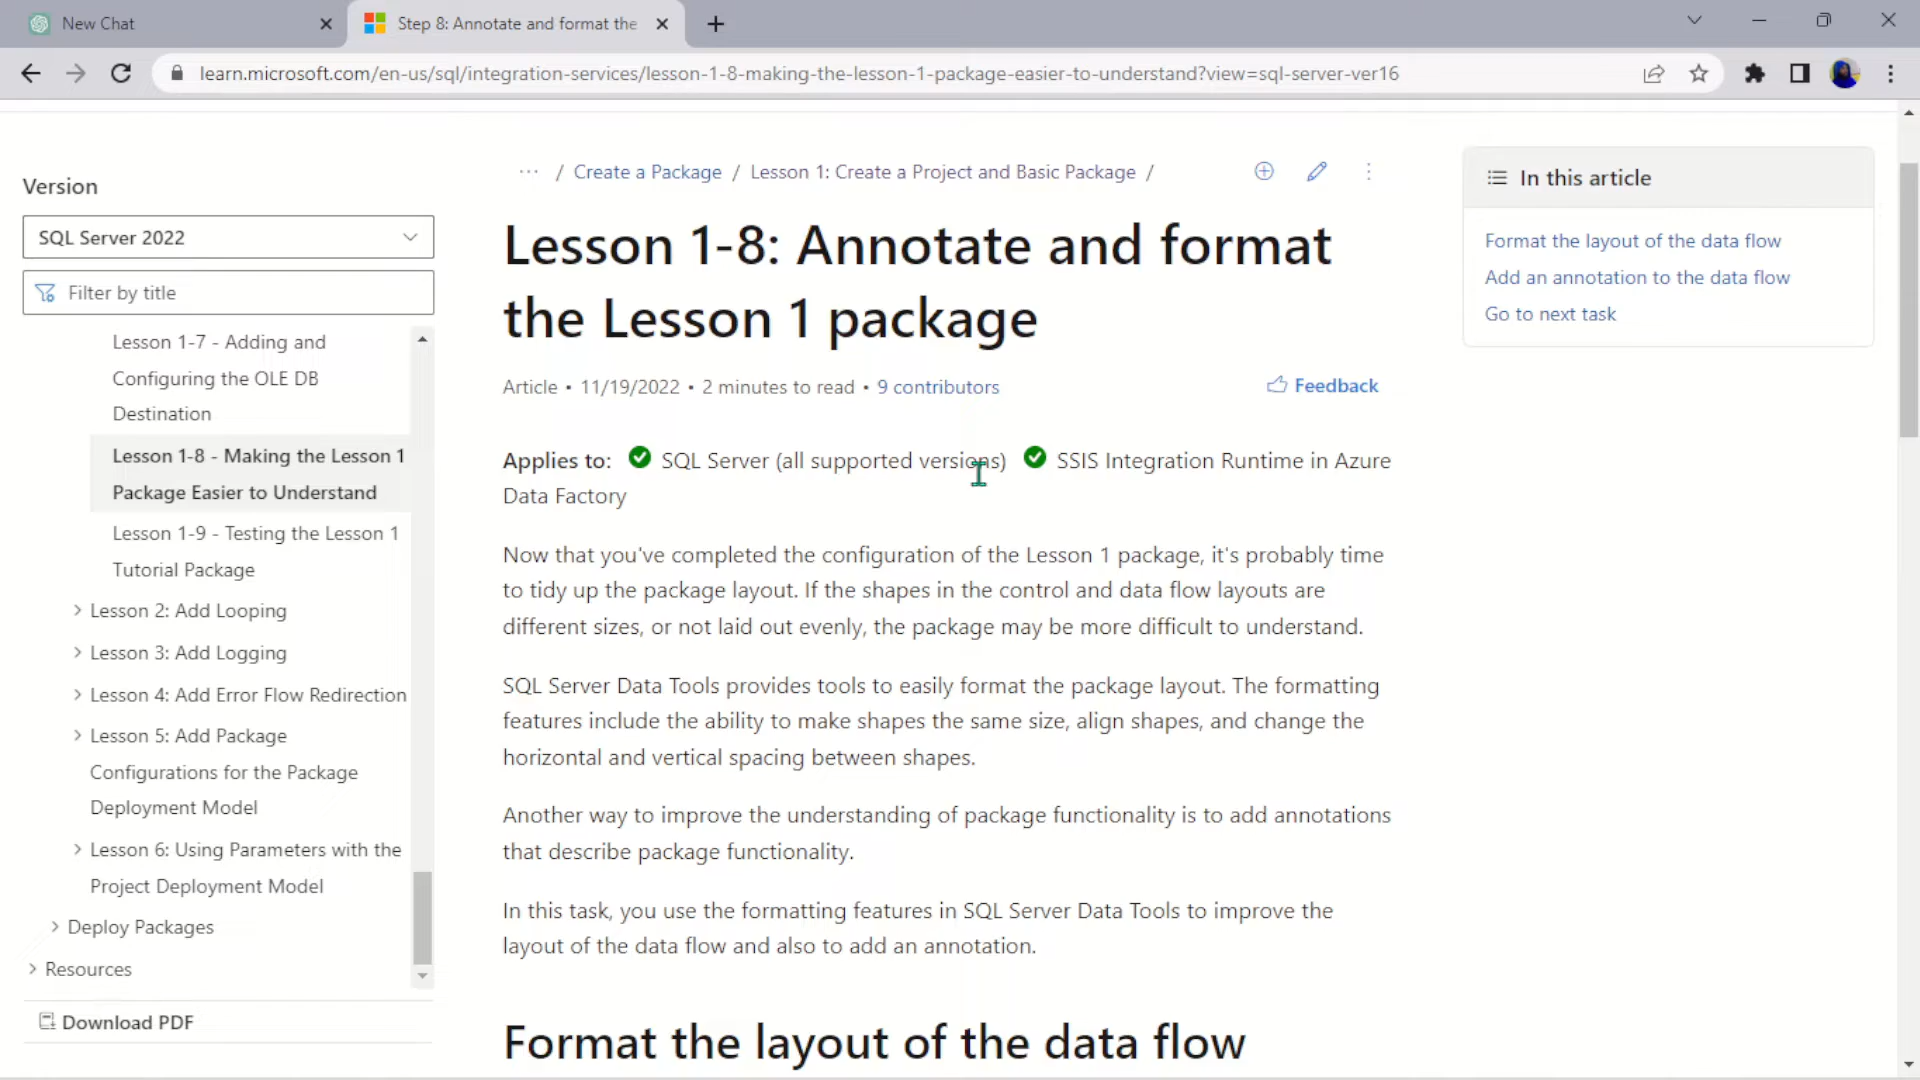 New Chat
Step 8: Annotate and format the
learn.microsoft.com/en-us/sql/integration-services/lesson-1-8-making-the-lesson-1-package-easier-to-understand?view=sql-server-ver16
Version
SQL Server 2022
Filter by title
Lesson 1-7 - Adding and
Configuring the OLE DB
Destination
Lesson 1-8 - Making the Lesson 1
Package Easier to Understand
Lesson 1-9 - Testing the Lesson 1
Tutorial Package
Lesson 2: Add Looping
Lesson 3: Add Logging
Lesson 4: Add Error Flow Redirection
Lesson 5: Add Package
Configurations for the Package
Deployment Model
Lesson 6: Using Parameters with the
Project Deployment Model
Deploy Packages
Resources
Download PDF
··· / Create a Package / Lesson 1: Create a Project and Basic Package /
Lesson 1-8: Annotate and format
the Lesson 1 package
Article • 11/19/2022 • 2 minutes to read • 9 contributors
Feedback
Applies to: SQL Server (all supported versions) SSIS Integration Runtime in Azure
Data Factory
Now that you've completed the configuration of the Lesson 1 package, it's probably time
to tidy up the package layout. If the shapes in the control and data flow layouts are
different sizes, or not laid out evenly, the package may be more difficult to understand.
SQL Server Data Tools provides tools to easily format the package layout. The formatting
features include the ability to make shapes the same size, align shapes, and change the
horizontal and vertical spacing between shapes.
Another way to improve the understanding of package functionality is to add annotations
that describe package functionality.
In this task, you use the formatting features in SQL Server Data Tools to improve the
layout of the data flow and also to add an annotation.
Format the layout of the data flow
In this article
Format the layout of the data flow
Add an annotation to the data flow
Go to next task